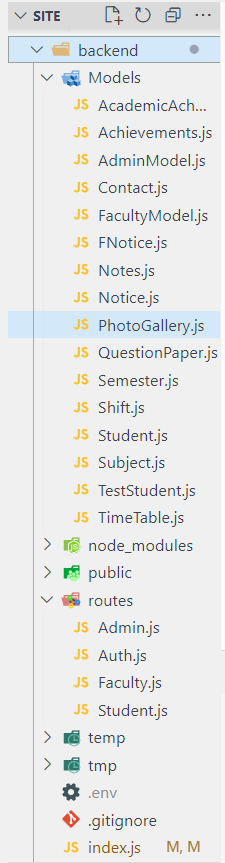 SITE
backend
Models
JS AcademicAch...
JS Achievements.js
JS AdminModel.js
JS Contact.js
JS FacultyModel.js
JS FNotice.js
JS Notes.js
JS Notice.js
JS PhotoGallery.js
JS QuestionPaper.js
JS Semester.js
JS Shift.js
JS Student.js
JS Subject.js
JS TestStudent.js
JS TimeTable.js
node_modules
public
routes
JS Admin.js
JS Auth.js
JS Faculty.js
JS Student.js
temp
tmp
.env
.gitignore
JS index.js M, M